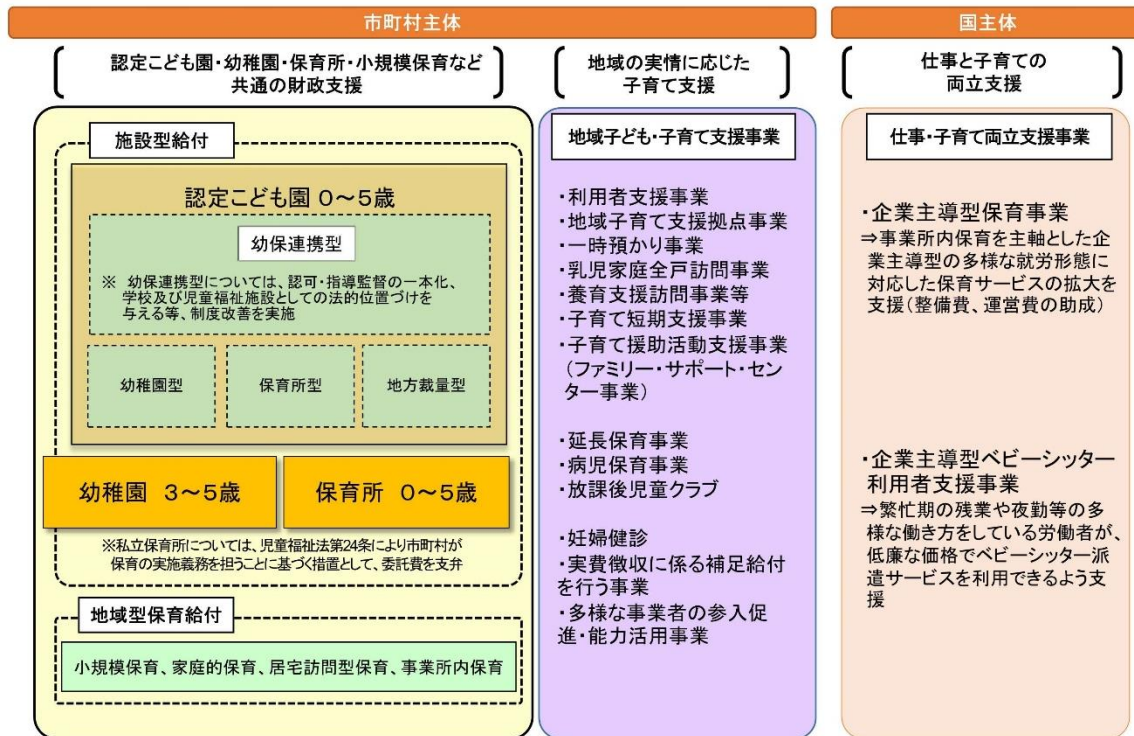 市町村主体
認定こども園・幼稚園・保育所・小規模保育など
共通の財政支援
施設型給付
認定こども園 0~5歳
幼保連携型
※ 幼保連携型については、認可・指導監督の一本化、
学校及び児童福祉施設としての法的位置づけを
与える等、制度改善を実施
幼稚園型
保育所型
地方裁量型
幼稚園 3~5歳
保育所 0~5歳
※私立保育所については、児童福祉法第24条により市町村が
保育の実施義務を担うことに基づく措置として、委託費を支弁
地域型保育給付
小規模保育、家庭的保育、居宅訪問型保育、事業所内保育
地域の実情に応じた
子育て支援
地域子ども・子育て支援事業
・利用者支援事業
・地域子育て支援拠点事業
・一時預かり事業
・乳児家庭全戸訪問事業
・養育支援訪問事業等
・子育て短期支援事業
・子育て援助活動支援事業
(ファミリー・サポート・セン
ター事業)
・延長保育事業
・病児保育事業
・放課後児童クラブ
・妊婦健診
・実費徴収に係る補足給付
を行う事業
・多様な事業者の参入促
進・能力活用事業
国主体
仕事と子育ての
両立支援
仕事・子育て両立支援事業
・企業主導型保育事業
⇒事業所内保育を主軸とした企
業主導型の多様な就労形態に
対応した保育サービスの拡大を
支援(整備費、運営費の助成)
・企業主導型ベビーシッター
利用者支援事業
⇒繁忙期の残業や夜勤等の多
様な働き方をしている労働者が、
低廉な価格でベビーシッター派
遣サービスを利用できるよう支
援